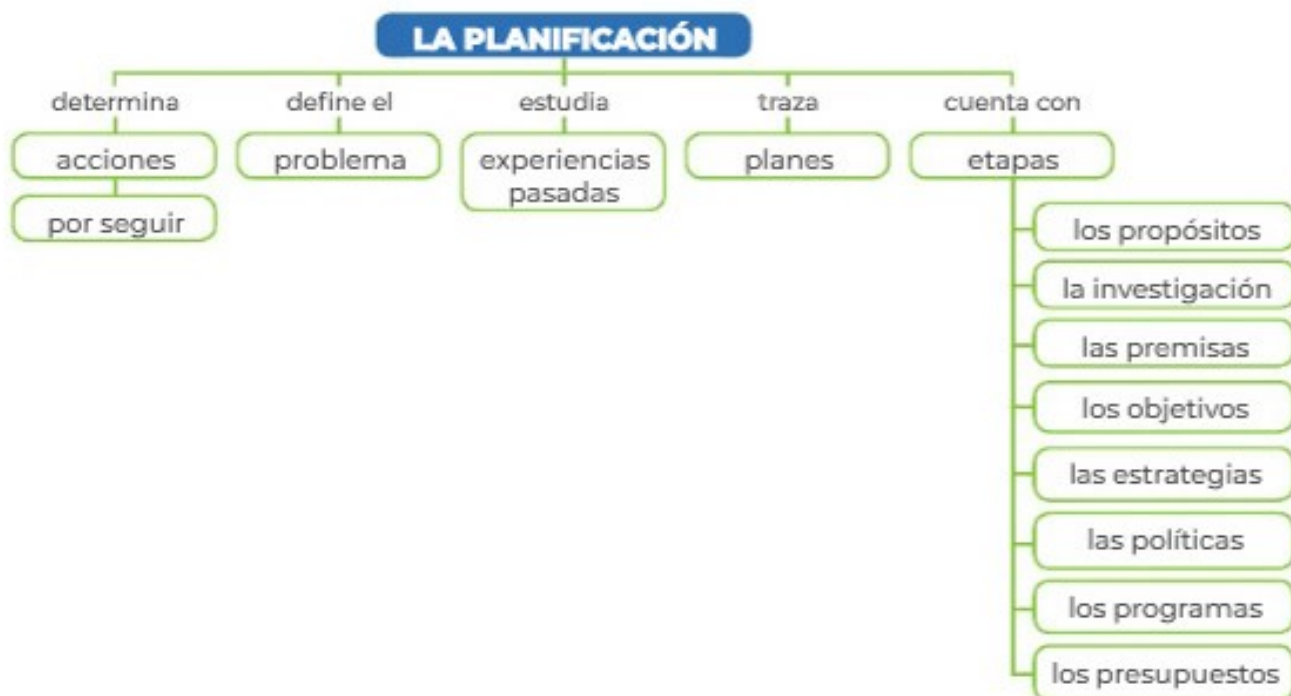 LA PLANIFICACIÓN
determina
acciones
por seguir
define el
problema
estudia
experiencias
pasadas
traza
planes
cuenta con
etapas
los propósitos
la investigación
las premisas
los objetivos
las estrategias
las políticas
los programas
los presupuestos